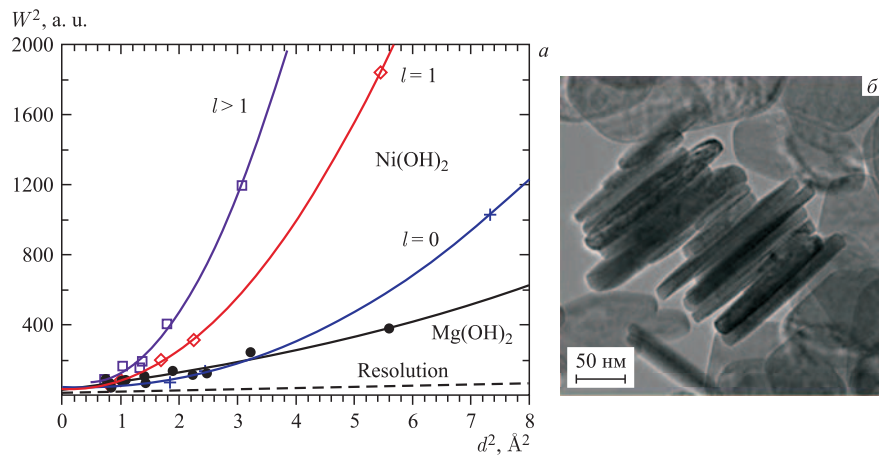 W², a. u.
2000
1600
1200
800
400
0 1 2 3 4 5 6 7 8
d², Å²
l > 1
l = 1
Ni(OH)₂
l = 0
Mg(OH)₂
Resolution
а
б
50 нм